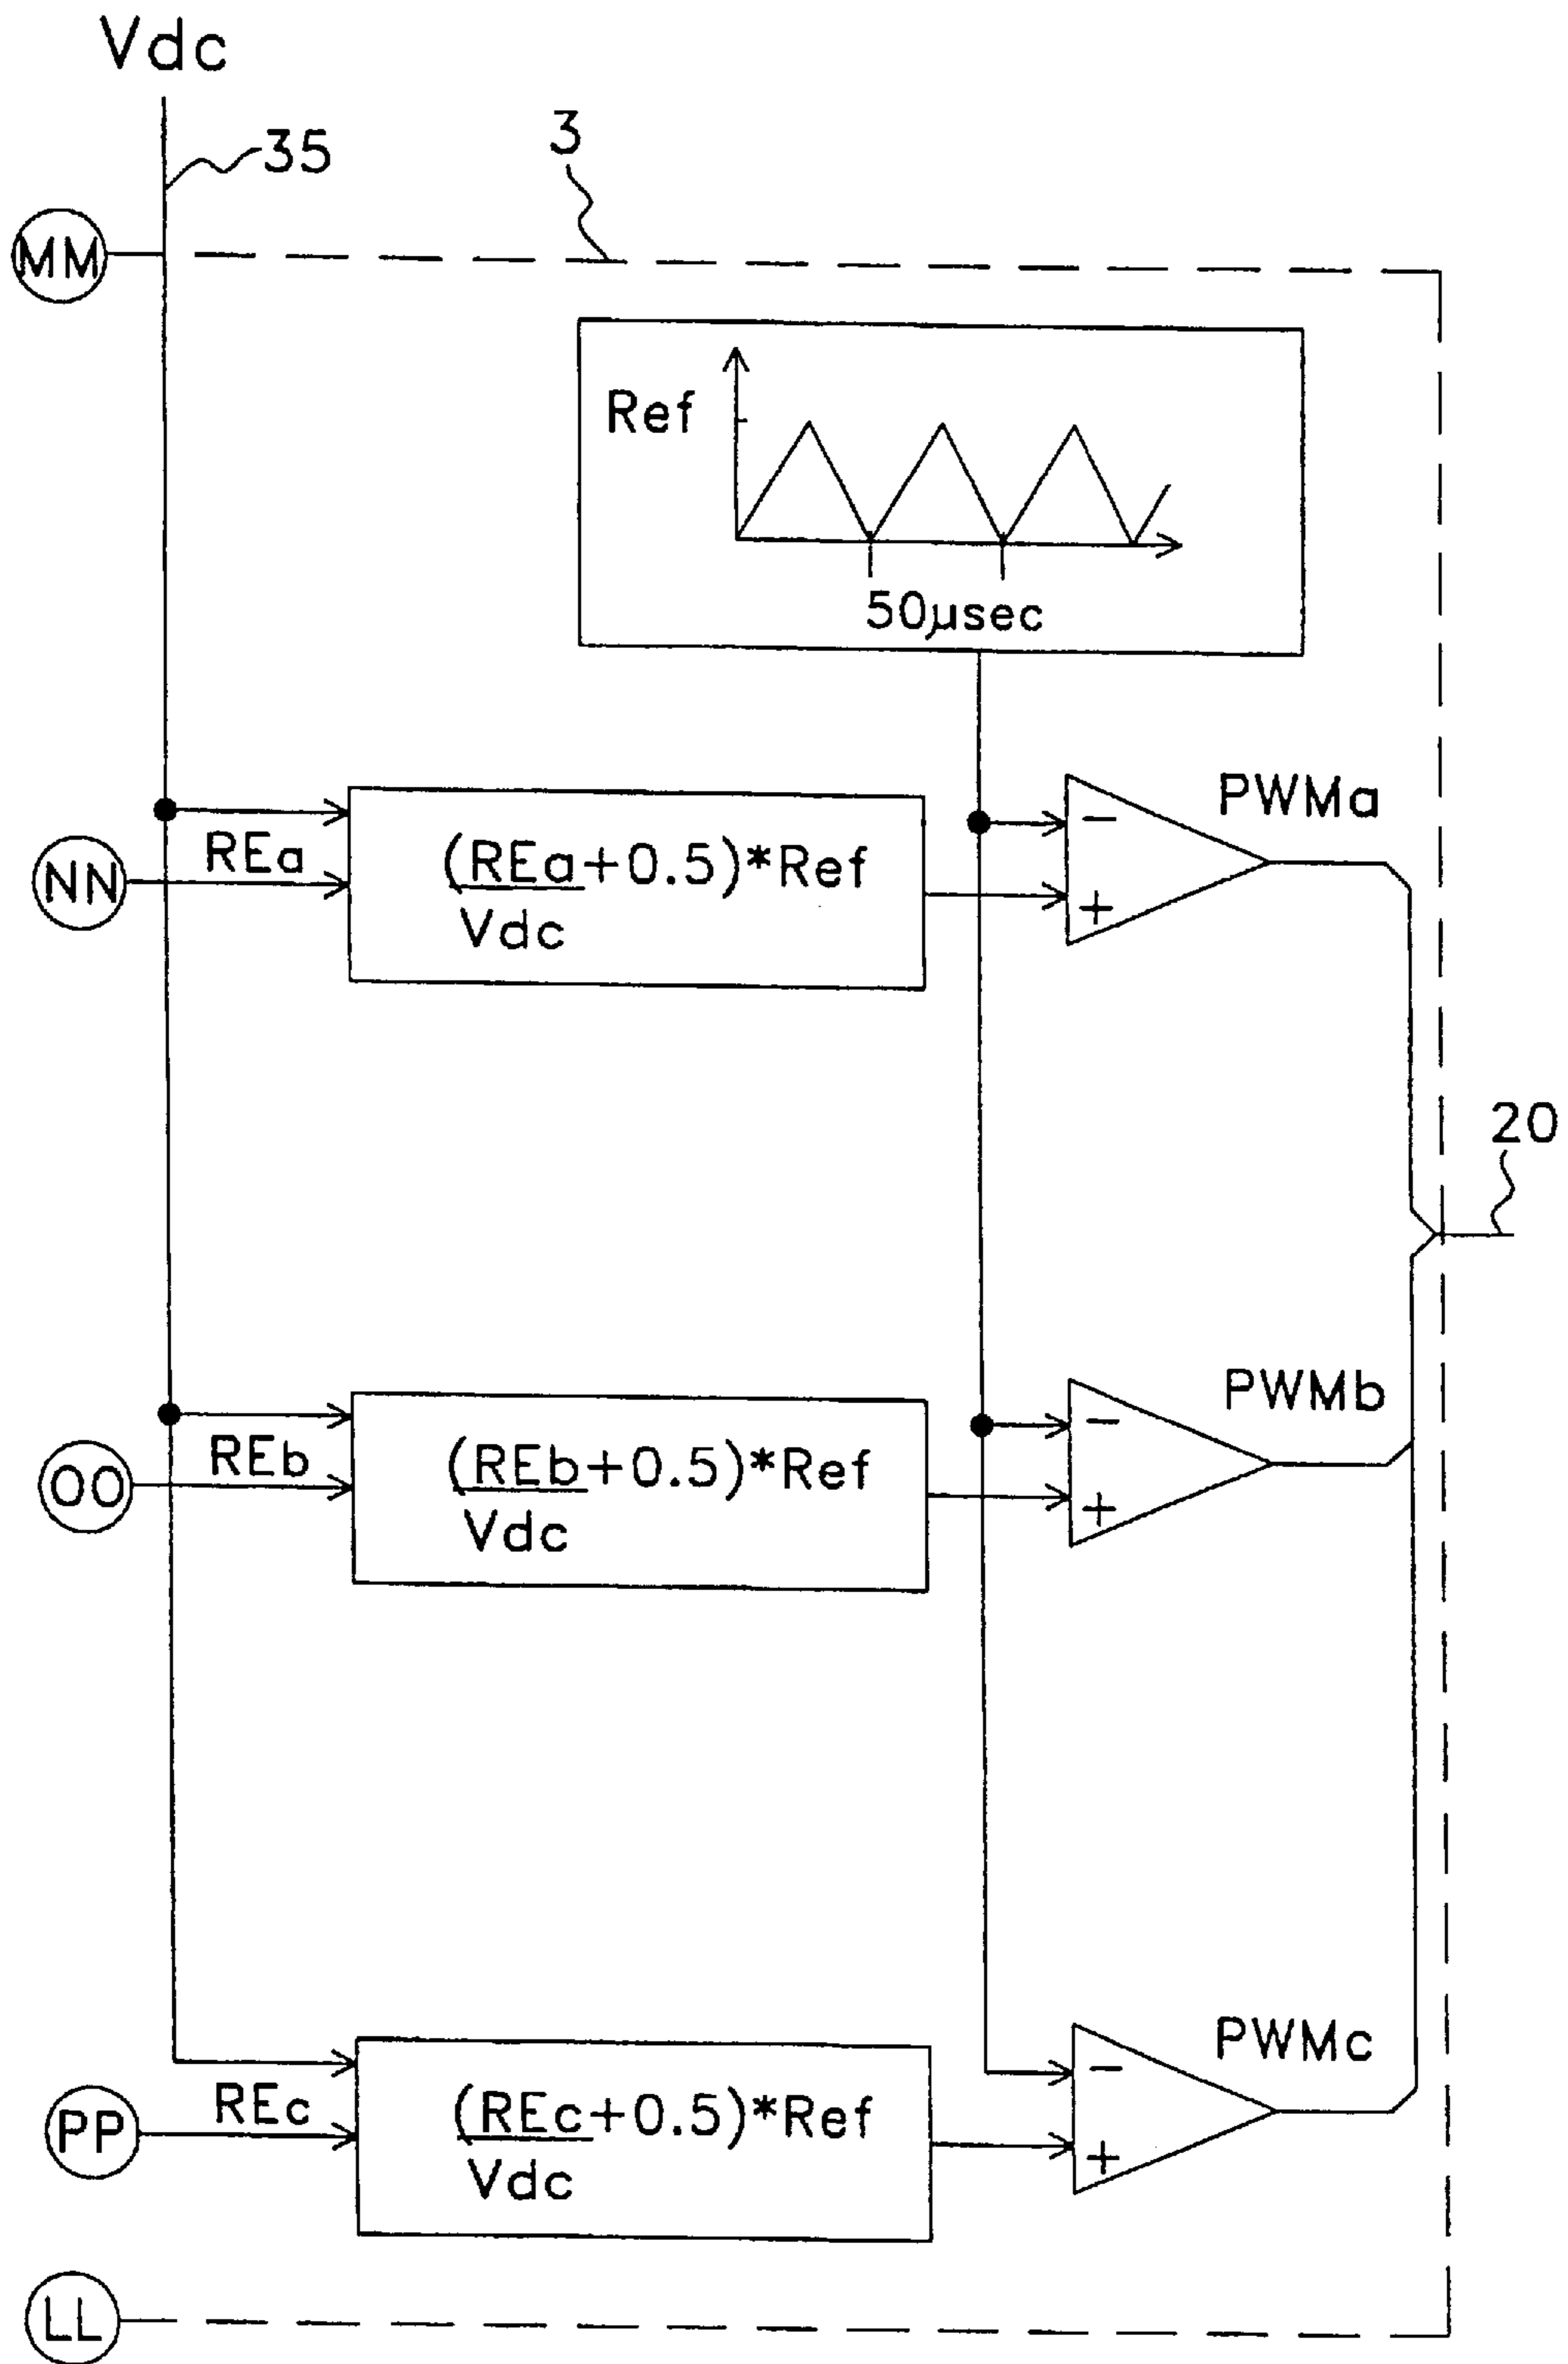 Vdc
35
3
MM
Ref
50µsec
PWMa
NN
REa
(REa+0.5)*Ref
Vdc
-
+
20
PWMb
OO
REb
(REb+0.5)*Ref
Vdc
-
+
PWMc
PP
REc
(REc+0.5)*Ref
Vdc
-
+
LL